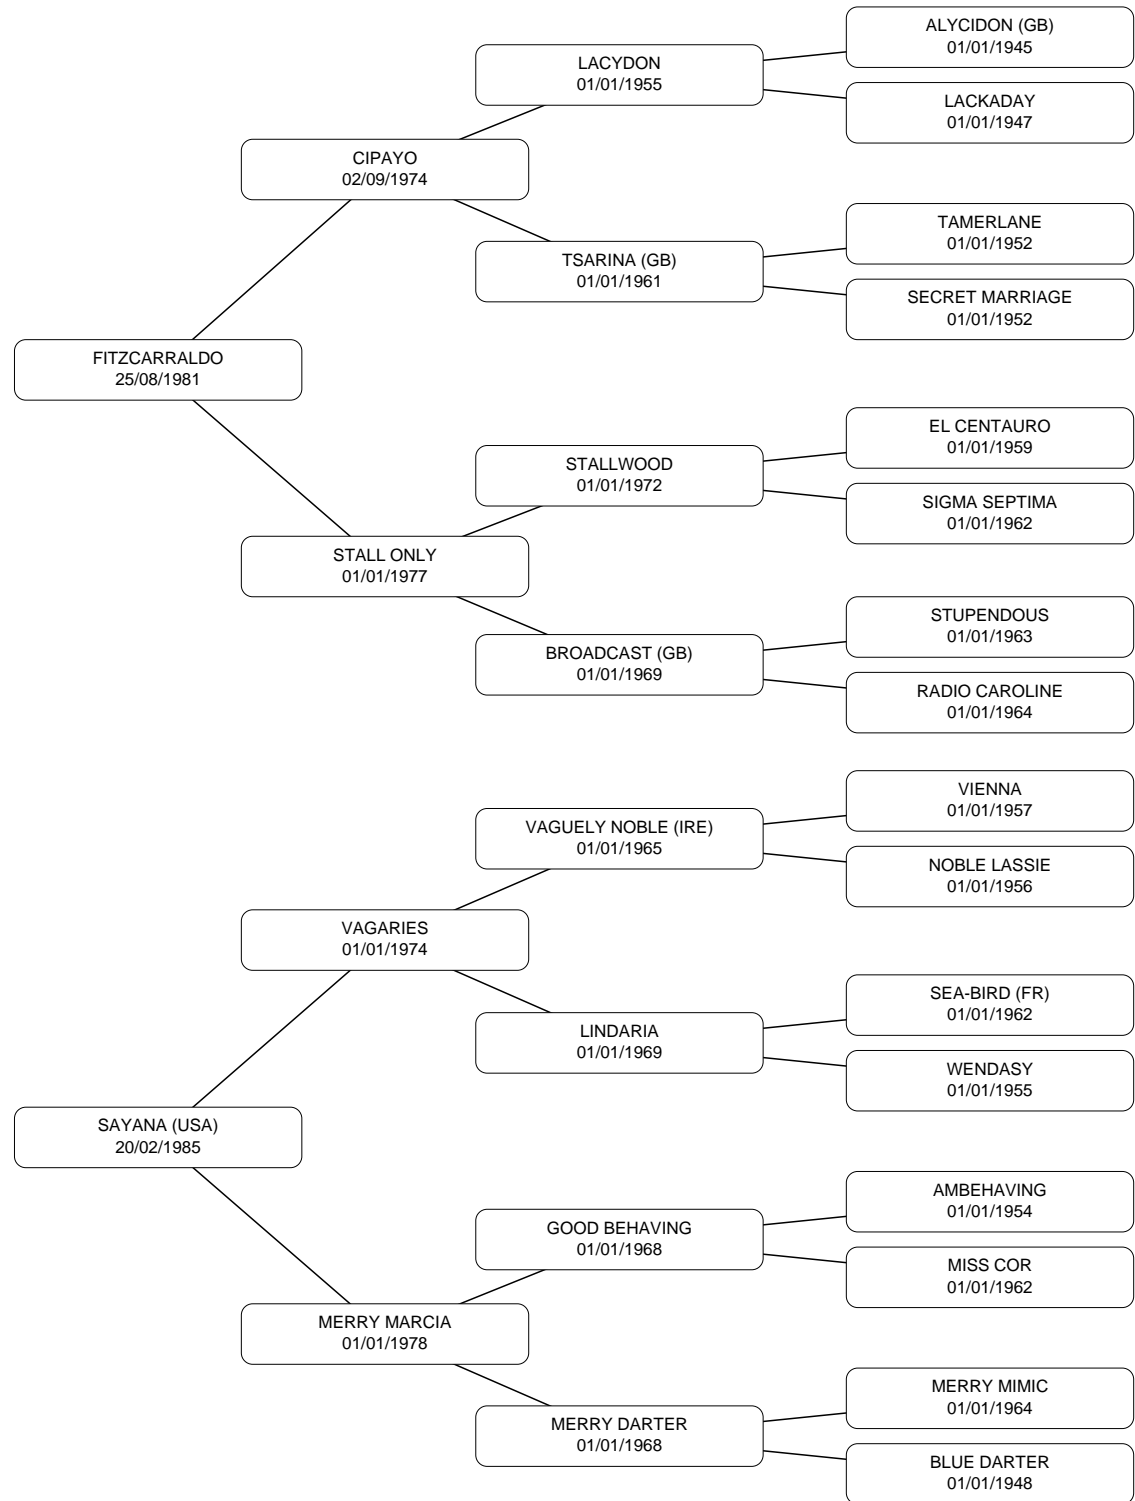 ALYCIDON (GB)
01/01/1945
LACYDON
01/01/1955
LACKADAY
01/01/1947
CIPAYO
02/09/1974
TAMERLANE
01/01/1952
TSARINA (GB)
01/01/1961
SECRET MARRIAGE
01/01/1952
FITZCARRALDO
25/08/1981
EL CENTAURO
01/01/1959
STALLWOOD
01/01/1972
SIGMA SEPTIMA
01/01/1962
STALL ONLY
01/01/1977
STUPENDOUS
01/01/1963
BROADCAST (GB)
01/01/1969
RADIO CAROLINE
01/01/1964
VIENNA
01/01/1957
VAGUELY NOBLE (IRE)
01/01/1965
NOBLE LASSIE
01/01/1956
VAGARIES
01/01/1974
SEA-BIRD (FR)
01/01/1962
LINDARIA
01/01/1969
WENDASY
01/01/1955
SAYANA (USA)
20/02/1985
AMBEHAVING
01/01/1954
GOOD BEHAVING
01/01/1968
MISS COR
01/01/1962
MERRY MARCIA
01/01/1978
MERRY MIMIC
01/01/1964
MERRY DARTER
01/01/1968
BLUE DARTER
01/01/1948